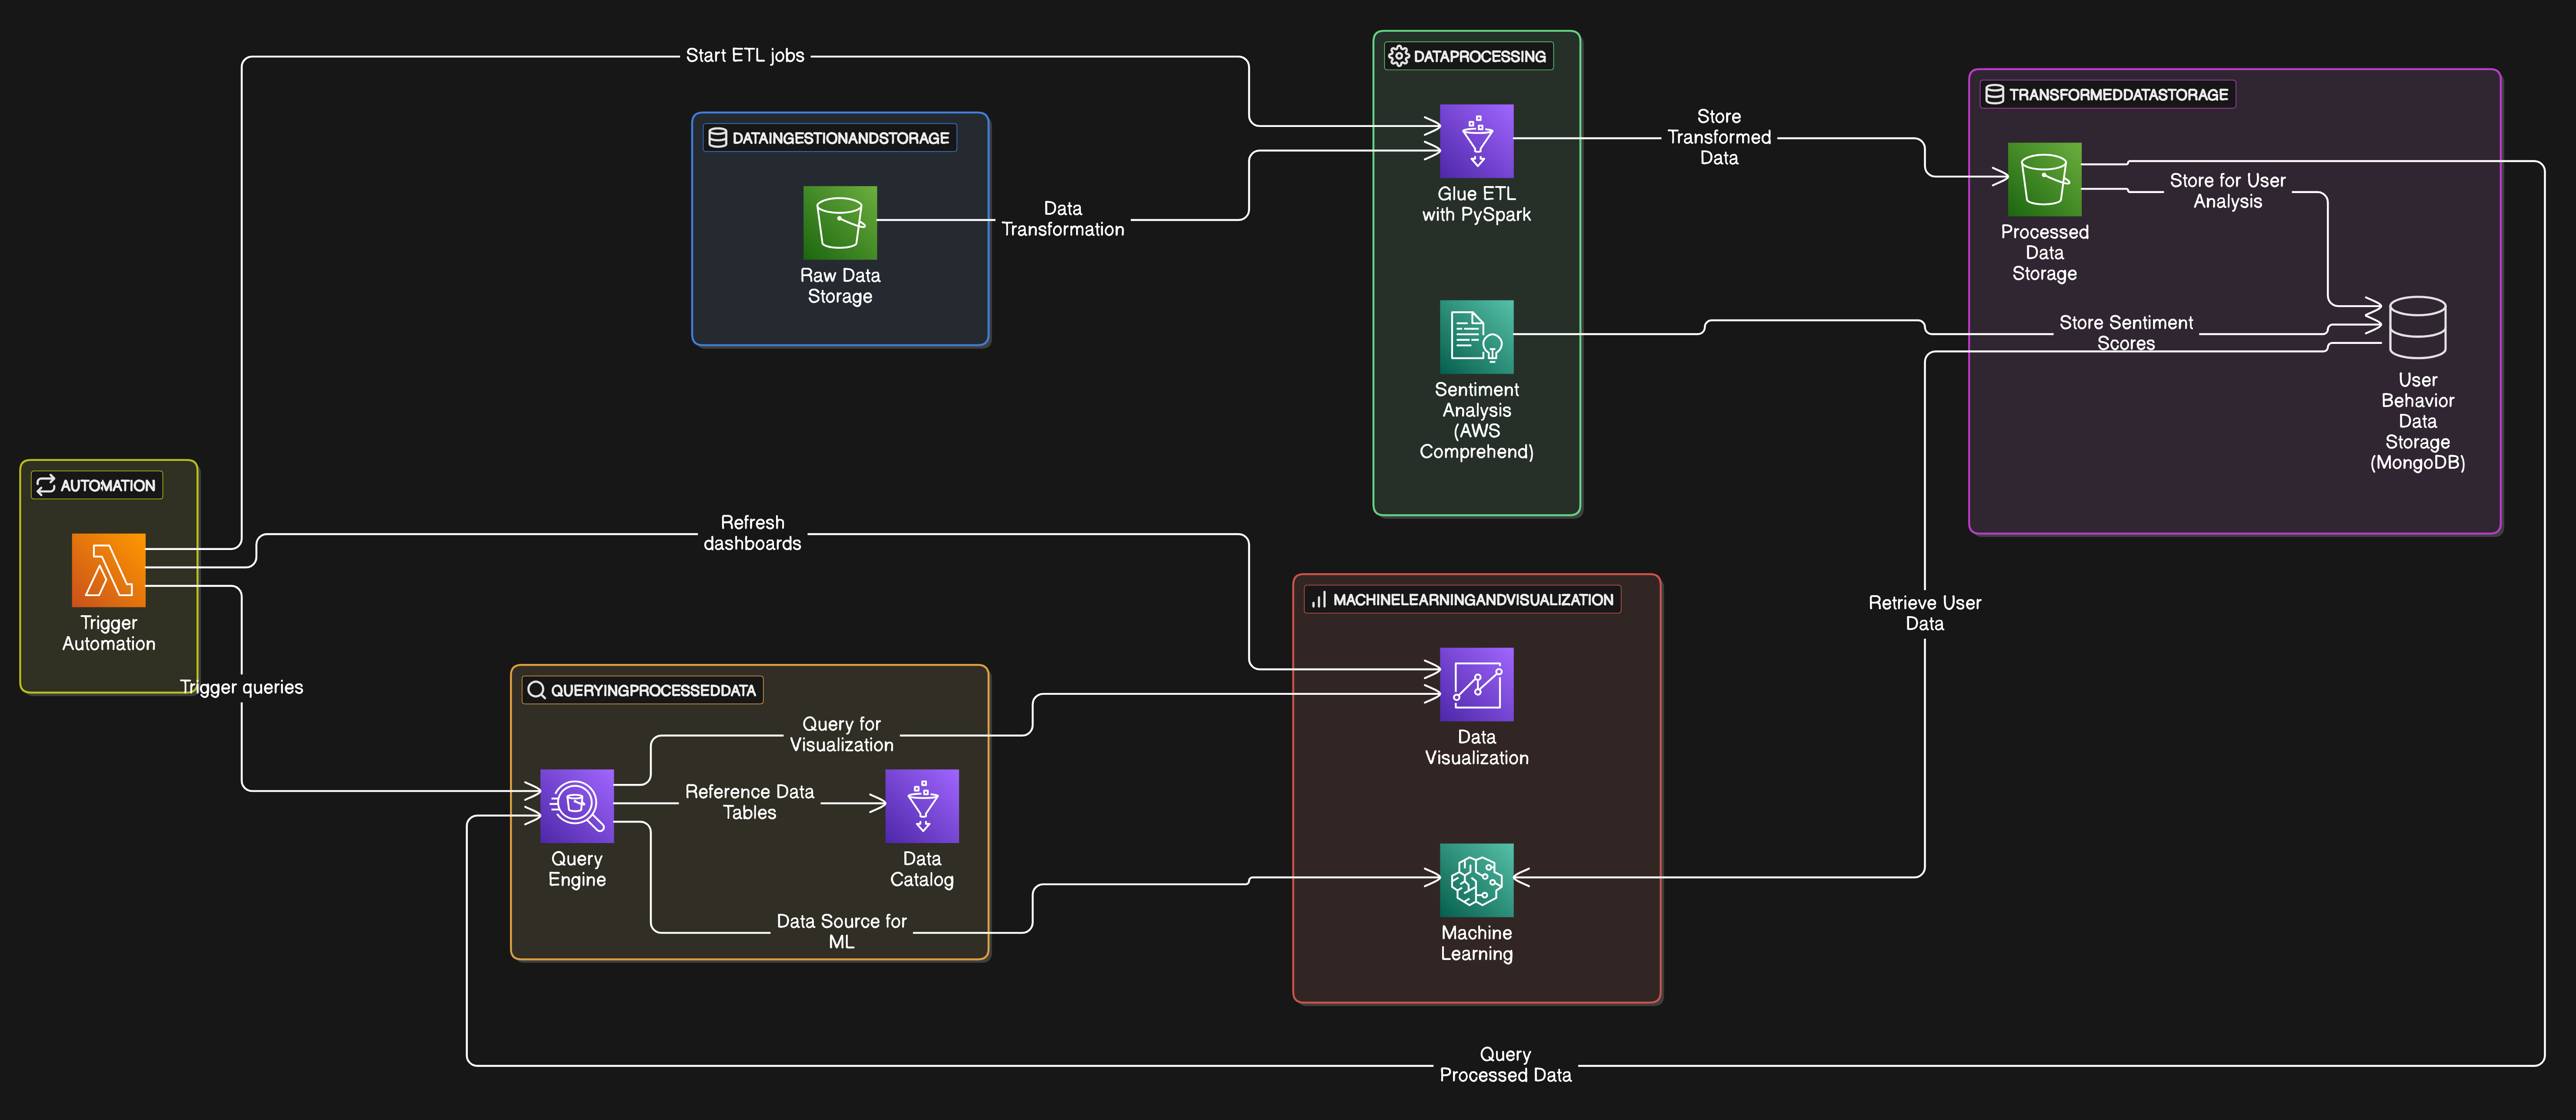 Start ETL jobs
DATAPROCESSING
TRANSFORMEDDATASTORAGE
DATAINGESTIONANDSTORAGE
Store
Transformed
Data
Glue ETL
with PySpark
Data
Transformation
Raw Data
Storage
Store for User
Analysis
Processed
Data
Storage
Store Sentiment
Scores
Sentiment
Analysis
(AWS
Comprehend)
User
Behavior
Data
Storage
(MongoDB)
AUTOMATION
Trigger
Automation
Refresh
dashboards
Trigger queries
MACHINELEARNINGANDVISUALIZATION
Retrieve User
Data
Data
Visualization
QUERYINGPROCESSEDDATA
Query for
Visualization
Reference Data
Tables
Query
Engine
Data
Catalog
Data Source for
ML
Machine
Learning
Query
Processed Data